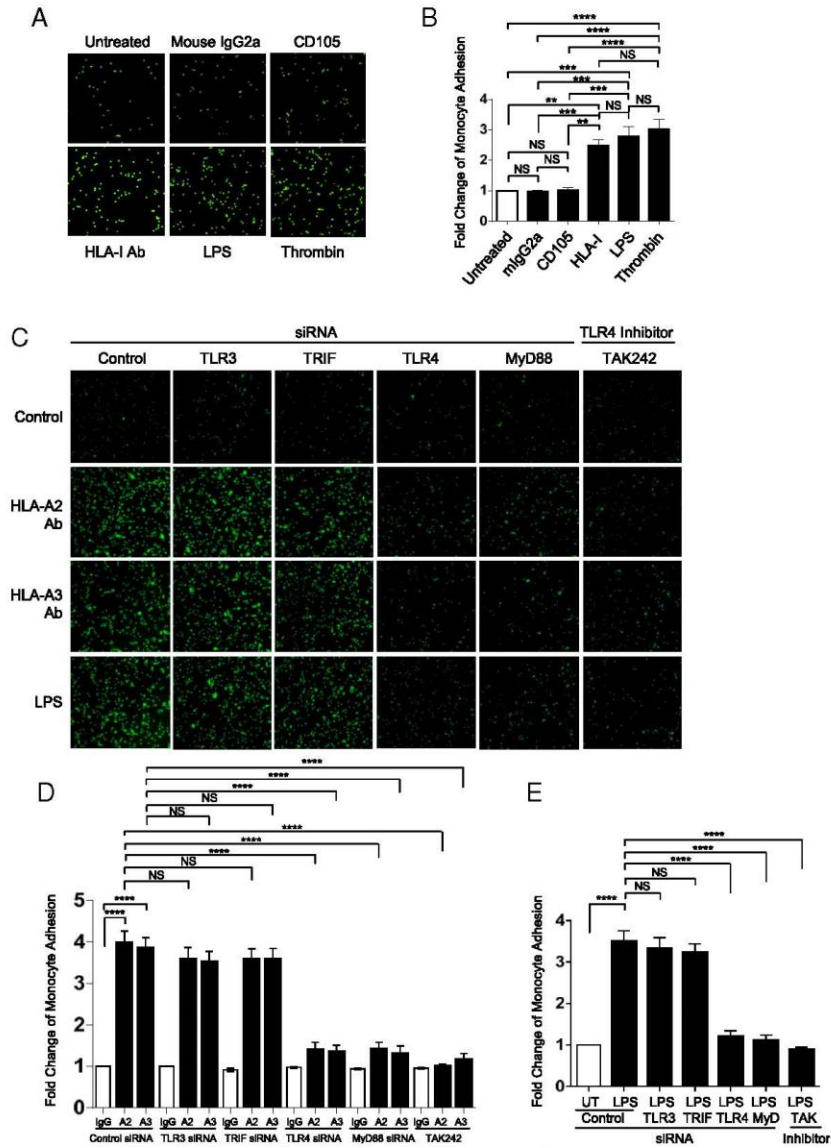 A
Untreated Mouse IgG2a CD105
HLA-I Ab LPS Thrombin
B
****
****
****
NS
***
***
***
** NS NS
***
**
NS
NS NS
Fold Change of Monocyte Adhesion
4
3
2
1
0
Untreated mIgG2a CD105 HLA-I LPS Thrombin
C
siRNA TLR4 Inhibitor
Control TLR3 TRIF TLR4 MyD88 TAK242
Control
HLA-A2 Ab
HLA-A3 Ab
LPS
D
****
****
****
NS
NS
****
****
****
NS
NS
****
****
Fold Change of Monocyte Adhesion
5
4
3
2
1
0
IgG A2 A3 IgG A2 A3 IgG A2 A3 IgG A2 A3 IgG A2 A3 IgG A2 A3
Control siRNA TLR3 siRNA TRIF siRNA TLR4 siRNA MyD88 siRNA TAK242
E
****
****
****
NS
NS
****
Fold Change of Monocyte Adhesion
4
3
2
1
0
UT LPS LPS LPS LPS LPS LPS
Control TLR3 TRIF TLR4 MyD TAK
siRNA Inhibitor